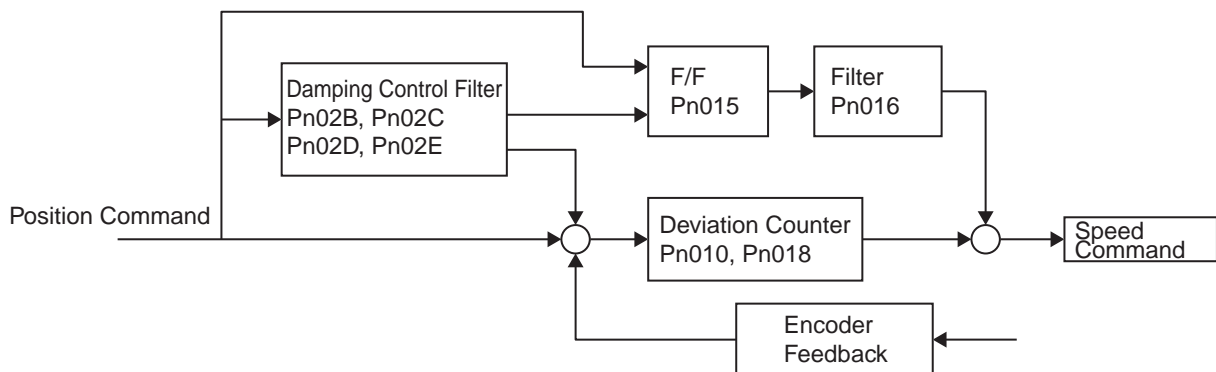 Damping Control Filter
Pn02B, Pn02C
Pn02D, Pn02E
F/F
Pn015
Filter
Pn016
Position Command
Deviation Counter
Pn010, Pn018
Speed
Command
Encoder
Feedback